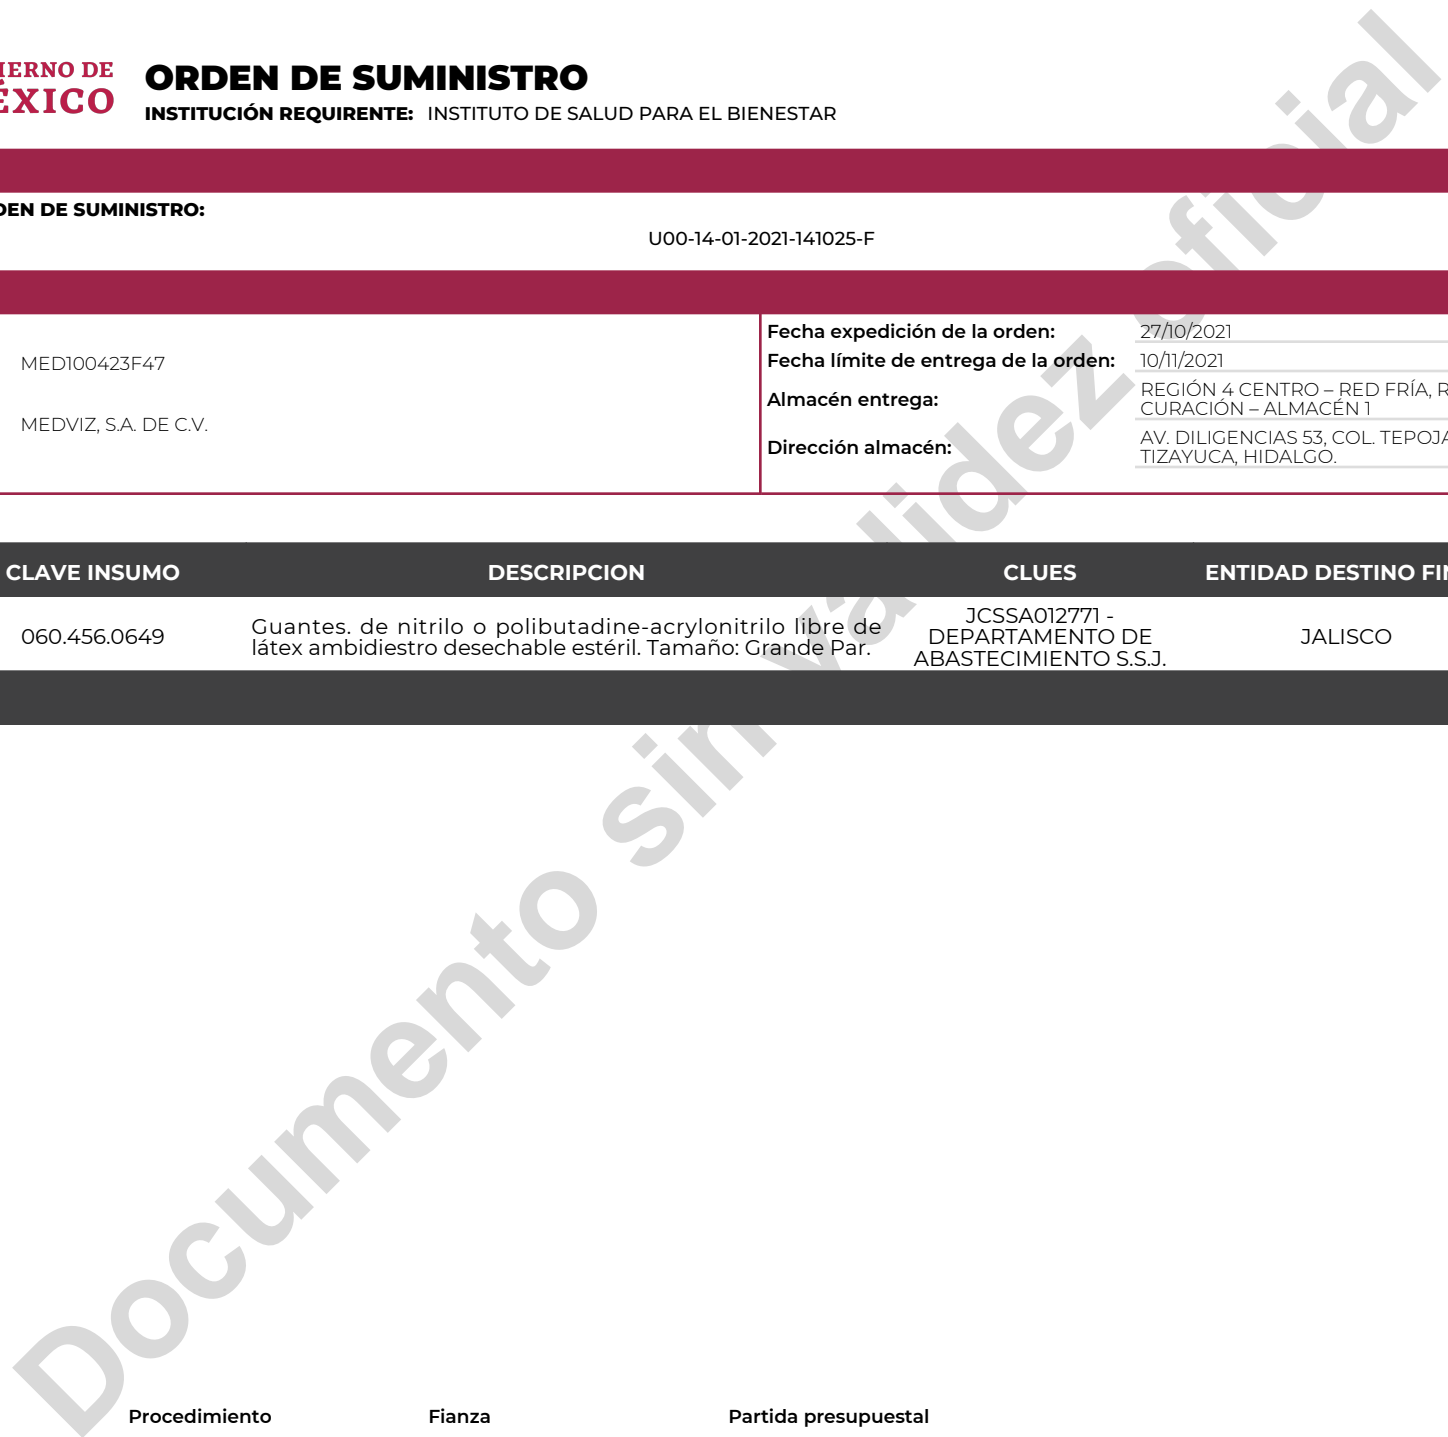 IERNO DE
ÉXICO
ORDEN DE SUMINISTRO
INSTITUCIÓN REQUIRENTE: INSTITUTO DE SALUD PARA EL BIENESTAR
DEN DE SUMINISTRO:
U00-14-01-2021-141025-F
MED100423F47
MEDVIZ, S.A. DE C.V.
Fecha expedición de la orden: 27/10/2021
Fecha límite de entrega de la orden: 10/11/2021
Almacén entrega: REGIÓN 4 CENTRO – RED FRÍA, R
CURACIÓN – ALMACÉN 1
Dirección almacén: AV. DILIGENCIAS 53, COL. TEPOJA
TIZAYUCA, HIDALGO.
CLAVE INSUMO DESCRIPCION CLUES ENTIDAD DESTINO FIN
060.456.0649
Guantes. de nitrilo o polibutadine-acrylonitrilo libre de
látex ambidiestro desechable estéril. Tamaño: Grande Par.
JCSSA012771 -
DEPARTAMENTO DE
ABASTECIMIENTO S.S.J.
JALISCO
Documento sin validez oficial
Procedimiento Fianza Partida presupuestal